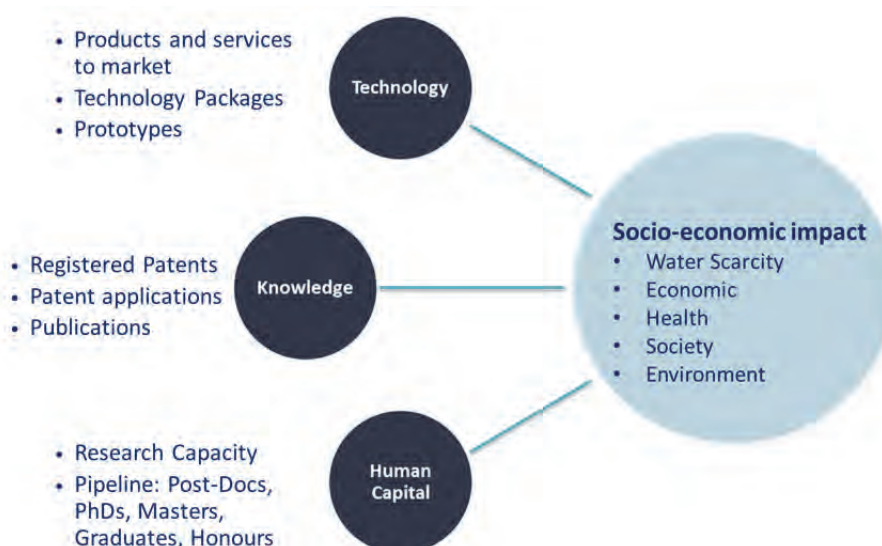 • Products and services
to market
• Technology Packages
• Prototypes
Technology
• Registered Patents
• Patent applications
• Publications
Knowledge
• Research Capacity
• Pipeline: Post-Docs,
PhDs, Masters,
Graduates, Honours
Human
Capital
Socio-economic impact
• Water Scarcity
• Economic
• Health
• Society
• Environment